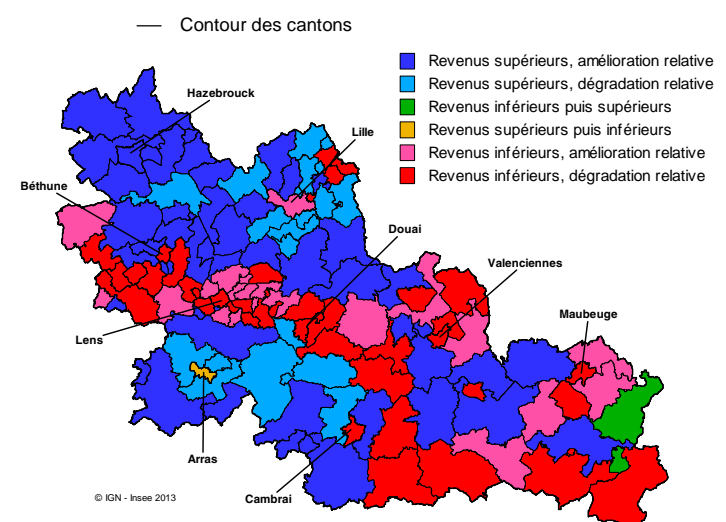 Contour des cantons
Revenus supérieurs, amélioration relative
Revenus supérieurs, dégradation relative
Revenus inférieurs puis supérieurs
Revenus supérieurs puis inférieurs
Revenus inférieurs, amélioration relative
Revenus inférieurs, dégradation relative
Hazebrouck
Lille
Béthune
Douai
Valenciennes
Maubeuge
Lens
Arras
Cambrai
© IGN - Insee 2013